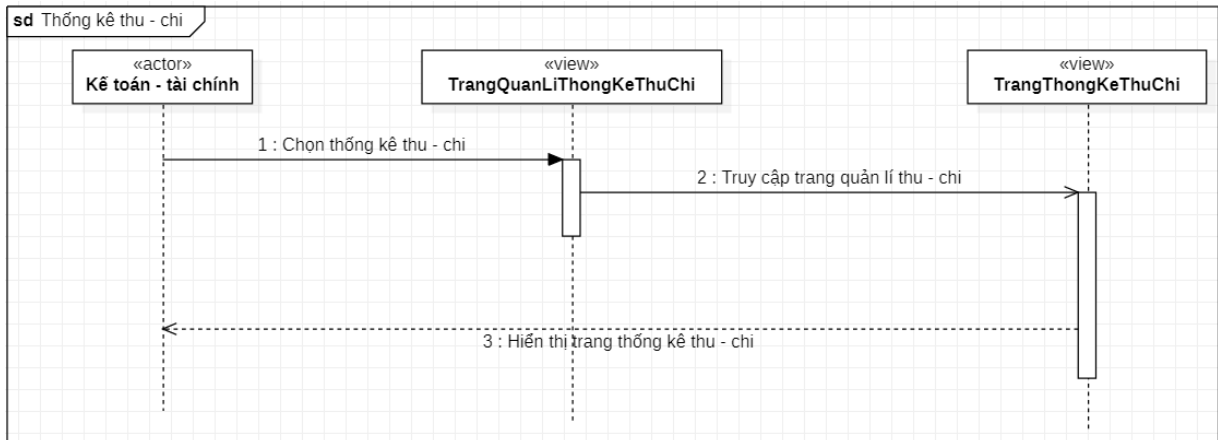 sd Thống kê thu - chi
«actor»
Kế toán - tài chính
«view»
TrangQuanLiThongKeThuChi
«view»
TrangThongKeThuChi
1 : Chọn thống kê thu - chi
2 : Truy cập trang quản lí thu - chi
3 : Hiển thị trang thống kê thu - chi